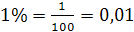 1% = 1/100 = 0,01